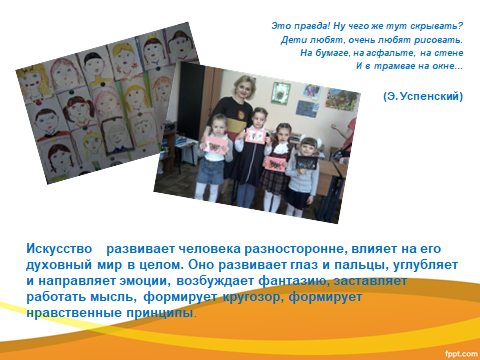 Это правда! Ну чего же тут скрывать?
Дети любят, очень любят рисовать.
На бумаге, на асфальте, на стене
И в трамвае на окне...
(Э.Успенский)
Искусство развивает человека разносторонне, влияет на его
духовный мир в целом. Оно развивает глаз и пальцы, углубляет
и направляет эмоции, возбуждает фантазию, заставляет
работать мысль, формирует кругозор, формирует
нравственные принципы.
fppt.com